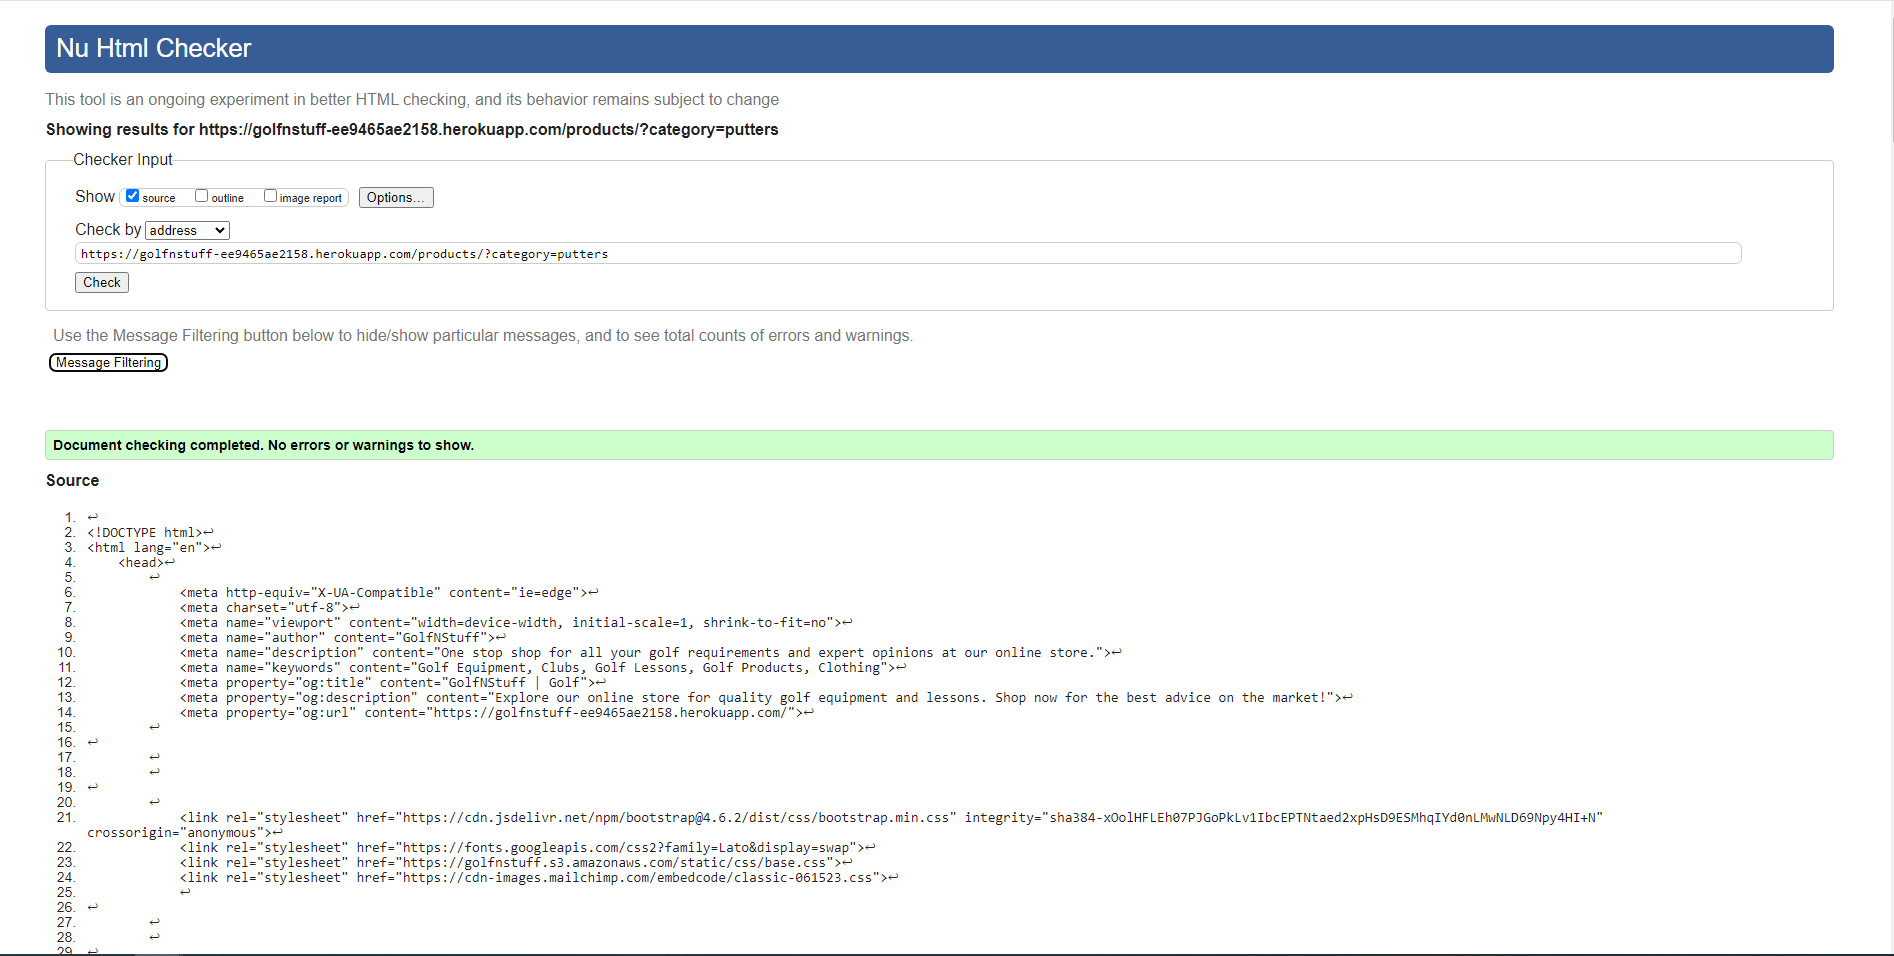 Nu Html Checker
This tool is an ongoing experiment in better HTML checking, and its behavior remains subject to change
Showing results for https://golfnstuff-ee9465ae2158.herokuapp.com/products/?category=putters
Checker Input
Show source outline image report Options...
Check by address
https://golfnstuff-ee9465ae2158.herokuapp.com/products/?category=putters
Check
Use the Message Filtering button below to hide/show particular messages, and to see total counts of errors and warnings.
Message Filtering
Document checking completed. No errors or warnings to show.
Source
1. ↩
2. <!DOCTYPE html>↩
3. <html lang="en">↩
4. <head>↩
5. ↩
6. <meta http-equiv="X-UA-Compatible" content="ie=edge">↩
7. <meta charset="utf-8">↩
8. <meta name="viewport" content="width=device-width, initial-scale=1, shrink-to-fit=no">↩
9. <meta name="author" content="GolfNStuff">↩
10. <meta name="description" content="One stop shop for all your golf requirements and expert opinions at our online store.">↩
11. <meta name="keywords" content="Golf Equipment, Clubs, Golf Lessons, Golf Products, Clothing">↩
12. <meta property="og:title" content="GolfNStuff | Golf">↩
13. <meta property="og:description" content="Explore our online store for quality golf equipment and lessons. Shop now for the best advice on the market!">↩
14. <meta property="og:url" content="https://golfnstuff-ee9465ae2158.herokuapp.com/">↩
15. ↩
16. ↩
17. ↩
18. ↩
19. ↩
20. ↩
21. <link rel="stylesheet" href="https://cdn.jsdelivr.net/npm/bootstrap@4.6.2/dist/css/bootstrap.min.css" integrity="sha384-xOolHFLEh07PJGoPkLv1IbcEPTNtaed2xpHsD9ESMhqIYd0nLMwNLD69Npy4HI+N"
crossorigin="anonymous">↩
22. <link rel="stylesheet" href="https://fonts.googleapis.com/css2?family=Lato&display=swap">↩
23. <link rel="stylesheet" href="https://golfnstuff.s3.amazonaws.com/static/css/base.css">↩
24. <link rel="stylesheet" href="https://cdn-images.mailchimp.com/embedcode/classic-061523.css">↩
25. ↩
26. ↩
27. ↩
28. ↩
29. ↩